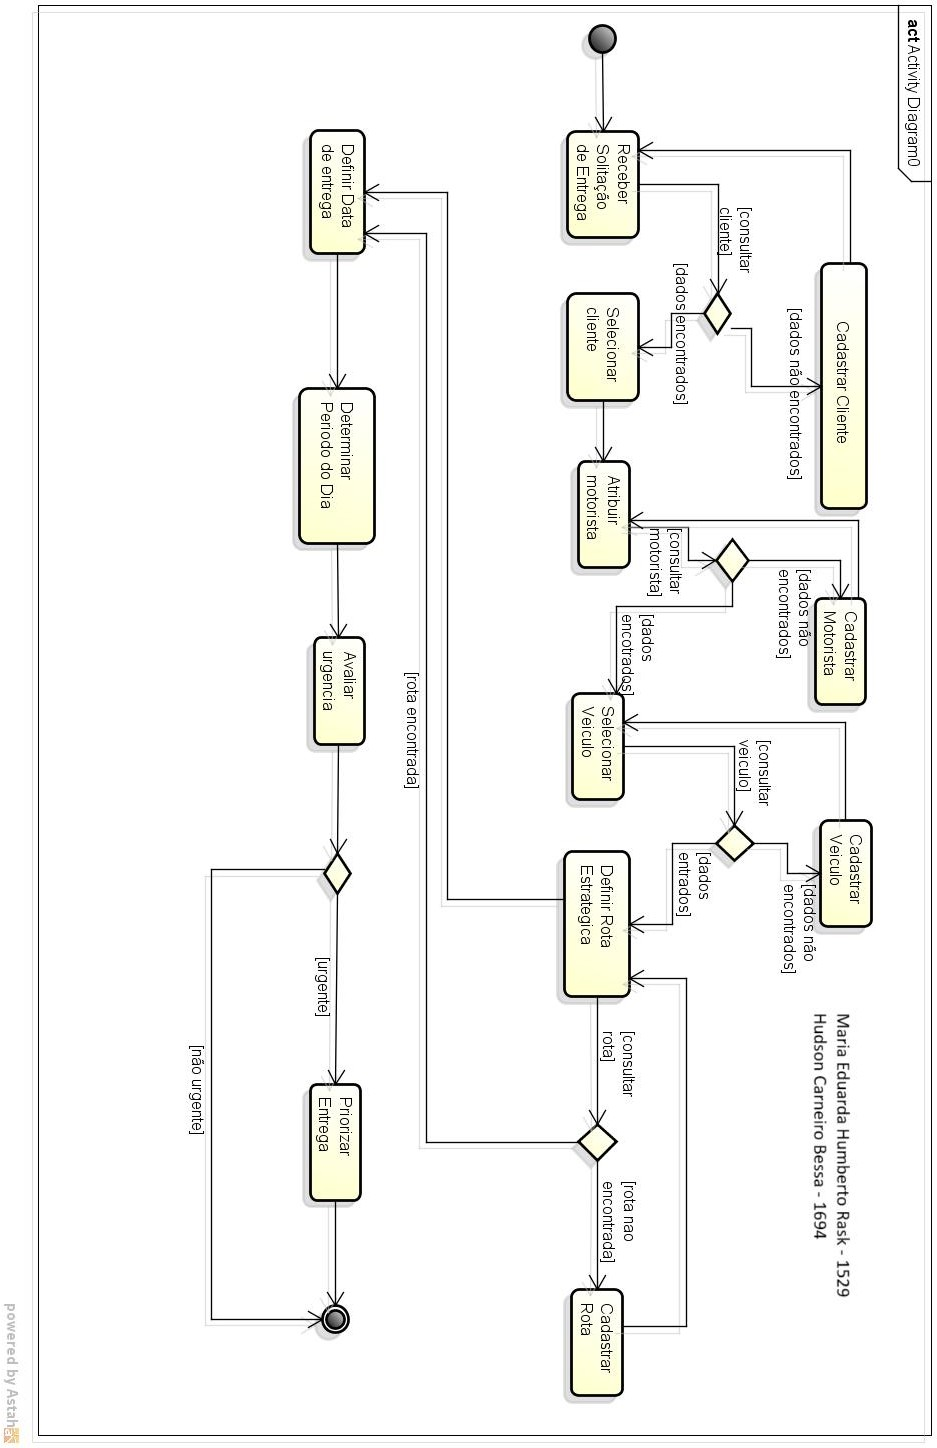 act Activity Diagram0
Maria Eduarda Humberto Rask - 1529
Hudson Carneiro Bessa - 1694
Cadastrar Cliente
[dados não encontrados]
[consultar
cliente]
[dados encontrados]
Receber
Solitação
de Entrega
Selecionar
cliente
Atribuir
motorista
[consultar
motorista]
[dados não
encontrados]
Cadastrar
Motorista
[dados
encotrados]
Selecionar
Veiculo
[consultar
veiculo]
Cadastrar
Veiculo
[dados não
encontrados]
[dados
entrados]
Definir Rota
Estrategica
[consultar
rota]
[rota nao
encontrada]
Cadastrar
Rota
[rota encontrada]
Definir Data
de entrega
Determinar
Periodo do Dia
Avaliar
urgencia
[urgente]
Priorizar
Entrega
[não urgente]
powered by Astah